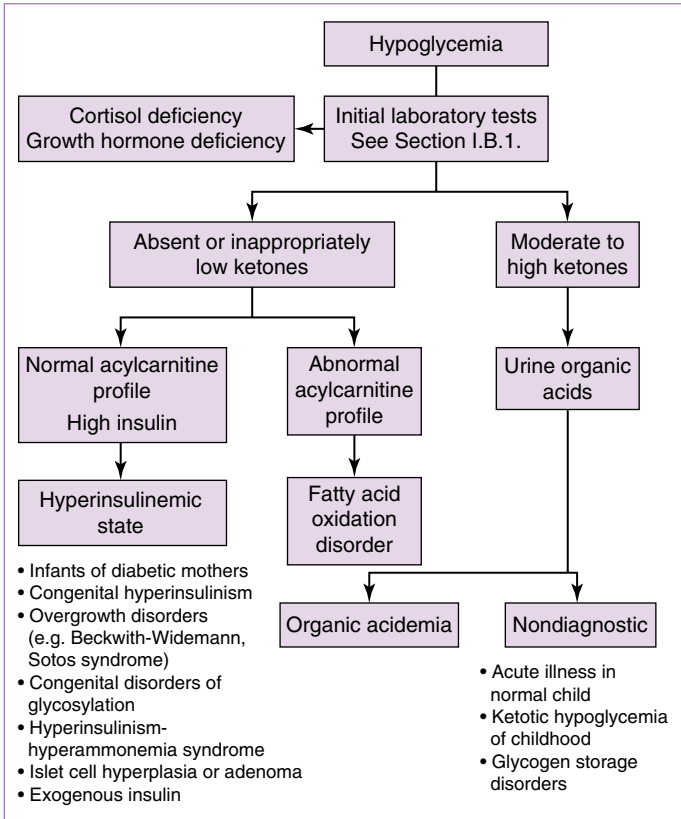 Hypoglycemia
Cortisol deficiency
Growth hormone deficiency
Initial laboratory tests
See Section I.B.1.
Absent or inappropriately
low ketones
Moderate to
high ketones
Normal acylcarnitine
profile
High insulin
Abnormal
acylcarnitine
profile
Urine organic
acids
Hyperinsulinemic
state
Fatty acid
oxidation
disorder
• Infants of diabetic mothers
• Congenital hyperinsulinism
• Overgrowth disorders
(e.g. Beckwith-Widemann,
Sotos syndrome)
• Congenital disorders of
glycosylation
• Hyperinsulinism-
hyperammonemia syndrome
• Islet cell hyperplasia or adenoma
• Exogenous insulin
Organic acidemia
Nondiagnostic
• Acute illness in
normal child
• Ketotic hypoglycemia
of childhood
• Glycogen storage
disorders